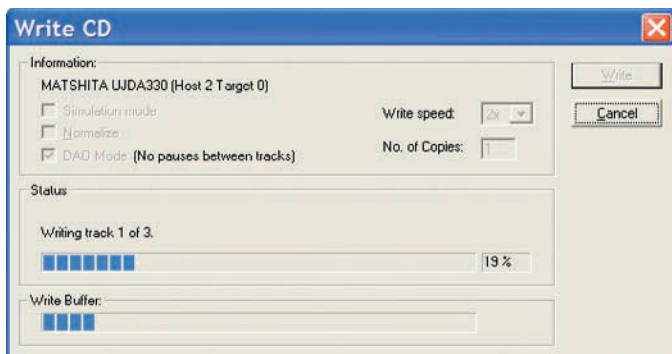 Write CD
Information:
MATSHITA UJDA330 (Host 2 Target 0)
Simulation mode
Normalize
DAO Mode (No pauses between tracks)
Write speed: 2x
No. of Copies: 1
Write
Cancel
Status
Writing track 1 of 3.
19 %
Write Buffer: